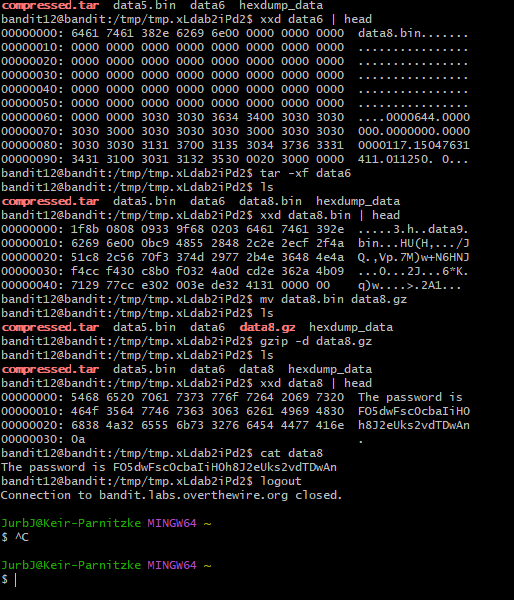 compressed.tar  data5.bin  data6  hexdump_data
bandit12@bandit:/tmp/tmp.xLdab2iPd2$ xxd data6 | head
00000000: 6461 7461 382e 6269 6e00 0000 0000 0000  data8.bin.......
00000010: 0000 0000 0000 0000 0000 0000 0000 0000  ................
00000020: 0000 0000 0000 0000 0000 0000 0000 0000  ................
00000030: 0000 0000 0000 0000 0000 0000 0000 0000  ................
00000040: 0000 0000 0000 0000 0000 0000 0000 0000  ................
00000050: 0000 0000 0000 0000 0000 0000 0000 0000  ................
00000060: 0000 0000 3030 3030 3634 3400 3030 3030  ....0000644.0000
00000070: 3030 3000 3030 3030 3030 3000 3030 3030  000.0000000.0000
00000080: 3030 3030 3131 3700 3135 3034 3736 3331  0000117.15047631
00000090: 3431 3100 3031 3132 3530 0020 3000 0000  411.011250. 0...
bandit12@bandit:/tmp/tmp.xLdab2iPd2$ tar -xf data6
bandit12@bandit:/tmp/tmp.xLdab2iPd2$ ls
compressed.tar  data5.bin  data6  data8.bin  hexdump_data
bandit12@bandit:/tmp/tmp.xLdab2iPd2$ xxd data8.bin | head
00000000: 1f8b 0808 0933 9f68 0203 6461 7461 392e  .....3.h..data9.
00000010: 6269 6e00 0bc9 4855 2848 2c2e 2ecf 2f4a  bin...HU(H,.../J
00000020: 51c8 2c56 70f3 374d 2977 2b4e 3648 4e4a  Q.,Vp.7M)w+N6HNJ
00000030: f4cc f430 c8b0 f032 4a0d cd2e 362a 4b09  ...0...2J...6*K.
00000040: 7129 77cc e302 003e de32 4131 0000 00    q)w....>.2A1...
bandit12@bandit:/tmp/tmp.xLdab2iPd2$ mv data8.bin data8.gz
bandit12@bandit:/tmp/tmp.xLdab2iPd2$ ls
compressed.tar  data5.bin  data6  data8.gz  hexdump_data
bandit12@bandit:/tmp/tmp.xLdab2iPd2$ gzip -d data8.gz
bandit12@bandit:/tmp/tmp.xLdab2iPd2$ ls
compressed.tar  data5.bin  data6  data8  hexdump_data
bandit12@bandit:/tmp/tmp.xLdab2iPd2$ xxd data8 | head
00000000: 5468 6520 7061 7373 776f 7264 2069 7320  The password is
00000010: 464f 3564 7746 7363 3063 6261 4969 4830  FO5dwFsc0cbaIiH0
00000020: 6838 4a32 6555 6b73 3276 6454 4477 416e  h8J2eUks2vdTDwAn
00000030: 0a                                       .
bandit12@bandit:/tmp/tmp.xLdab2iPd2$ cat data8
The password is FO5dwFsc0cbaIiH0h8J2eUks2vdTDwAn
bandit12@bandit:/tmp/tmp.xLdab2iPd2$ logout
Connection to bandit.labs.overthewire.org closed.
JurbJ@Keir-Parnitzke MINGW64 ~
$ ^C
JurbJ@Keir-Parnitzke MINGW64 ~
$